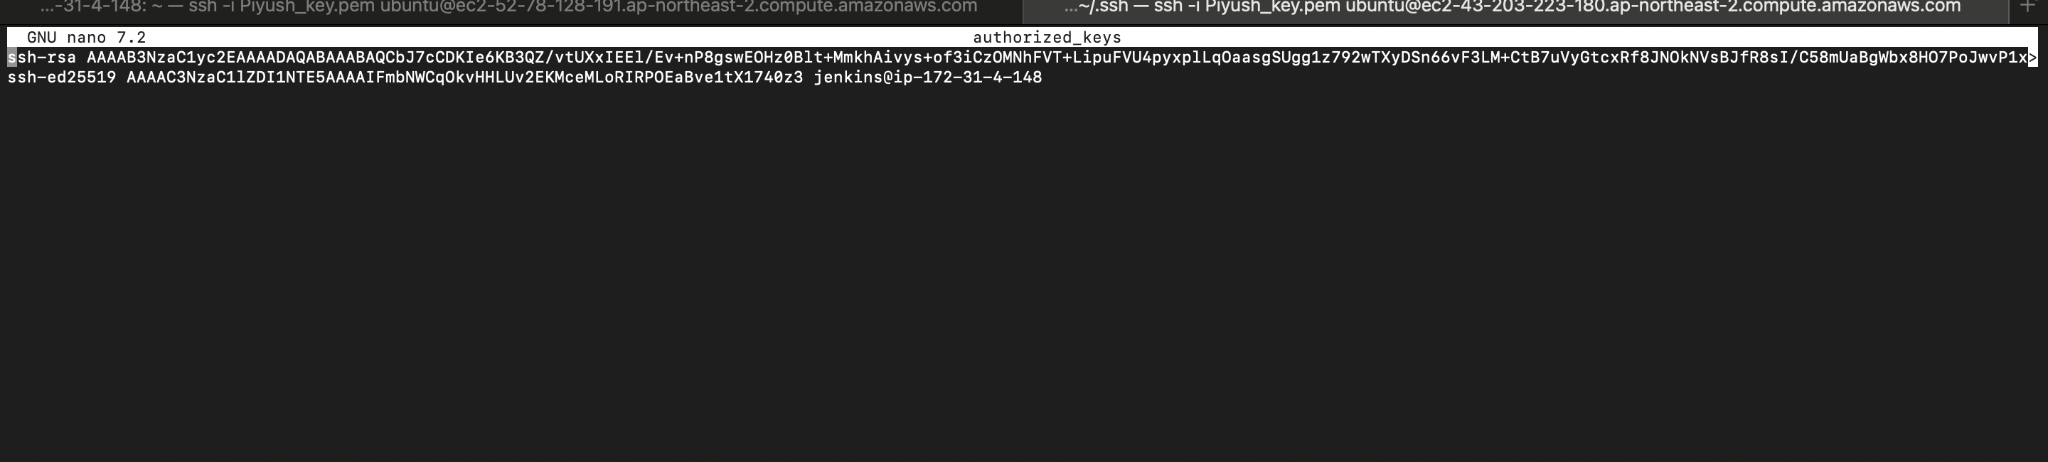 ...-31-4-148: ~ — ssh -i Piyush_key.pem ubuntu@ec2-52-78-128-191.ap-northeast-2.compute.amazonaws.com
...~/.ssh — ssh -i Piyush_key.pem ubuntu@ec2-43-203-223-180.ap-northeast-2.compute.amazonaws.com
GNU nano 7.2 authorized_keys
ssh-rsa AAAAB3NzaC1yc2EAAAADAQABAAABAQCbJ7cCDKIe6KB3QZ/vtUXxIEEl/Ev+nP8gswEOHz0Blt+MmkhAivys+of3iCzOMNhFVT+LipuFVU4pyxplLqOaasgSUgg1z792wTXyDSn66vF3LM+CtB7uVyGtcxRf8JNOkNVsBJfR8sI/C58mUaBgWbx8HO7PoJwvP1x>
ssh-ed25519 AAAAC3NzaC1lZDI1NTE5AAAAIFmbNWCqOkvHHLUv2EKMceMLoRIRPOEaBve1tX1740z3 jenkins@ip-172-31-4-148